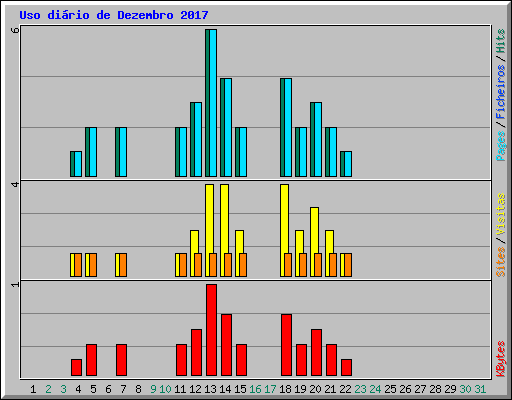 Uso diário de Dezembro 2017
6
4
1
Pages / Ficheiros / Hits
Sites / Visitas
KBytes
1 2 3 4 5 6 7 8 9 10 11 12 13 14 15 16 17 18 19 20 21 22 23 24 25 26 27 28 29 30 31